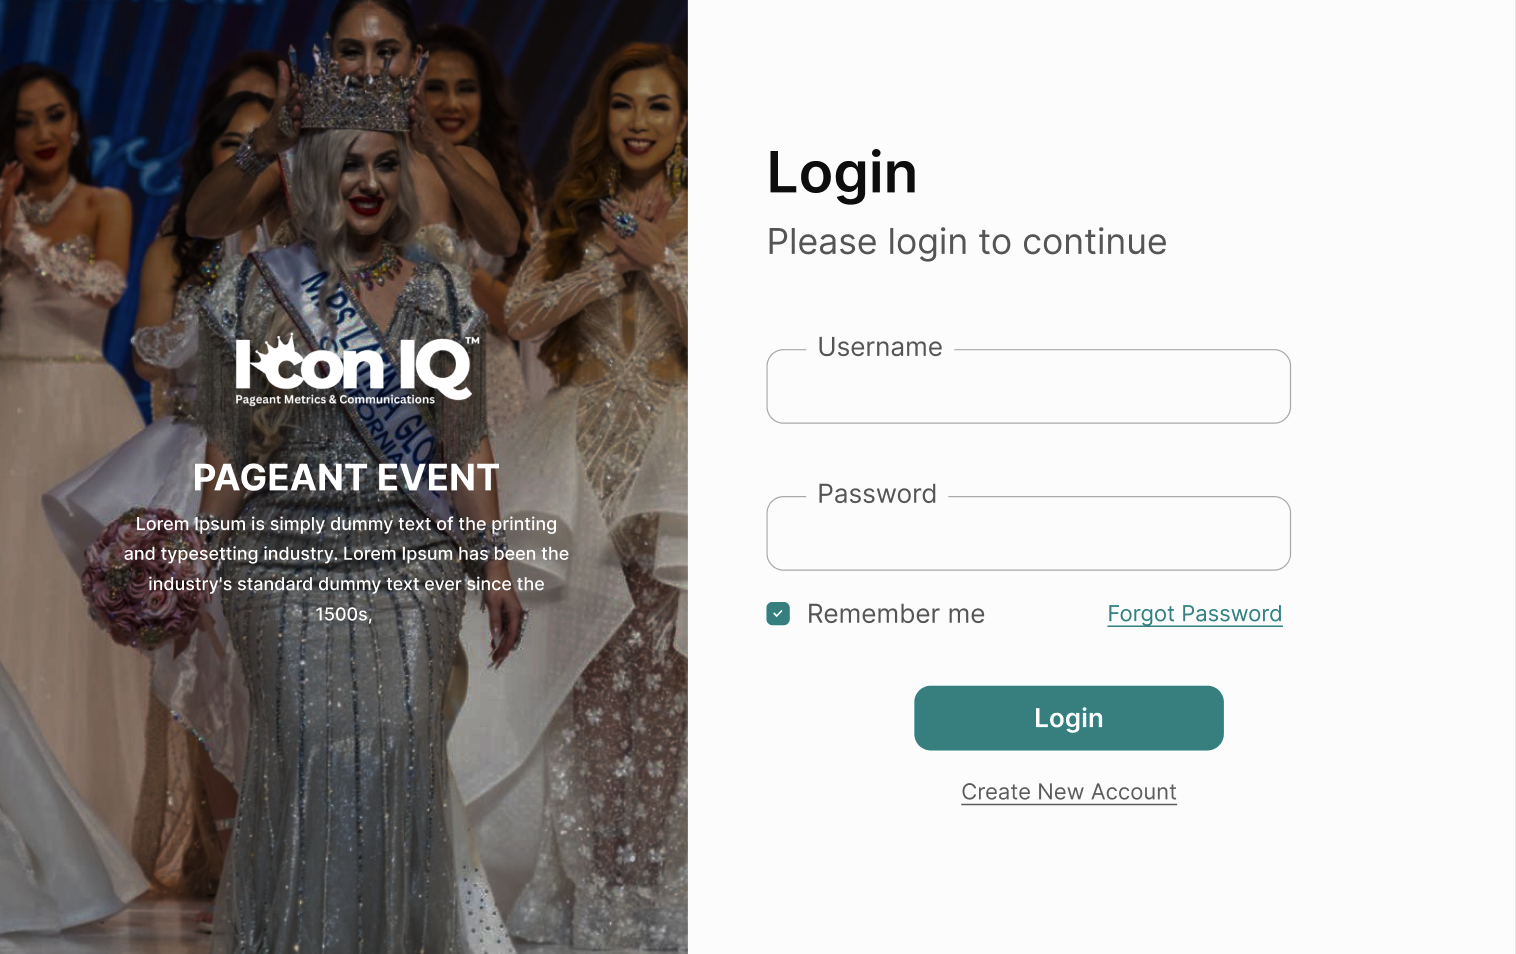 Icon IQ™
Pageant Metrics & Communications
PAGEANT EVENT
Lorem Ipsum is simply dummy text of the printing
and typesetting industry. Lorem Ipsum has been the
industry's standard dummy text ever since the
1500s,
Login
Please login to continue
Username
Password
Remember me
Forgot Password
Login
Create New Account